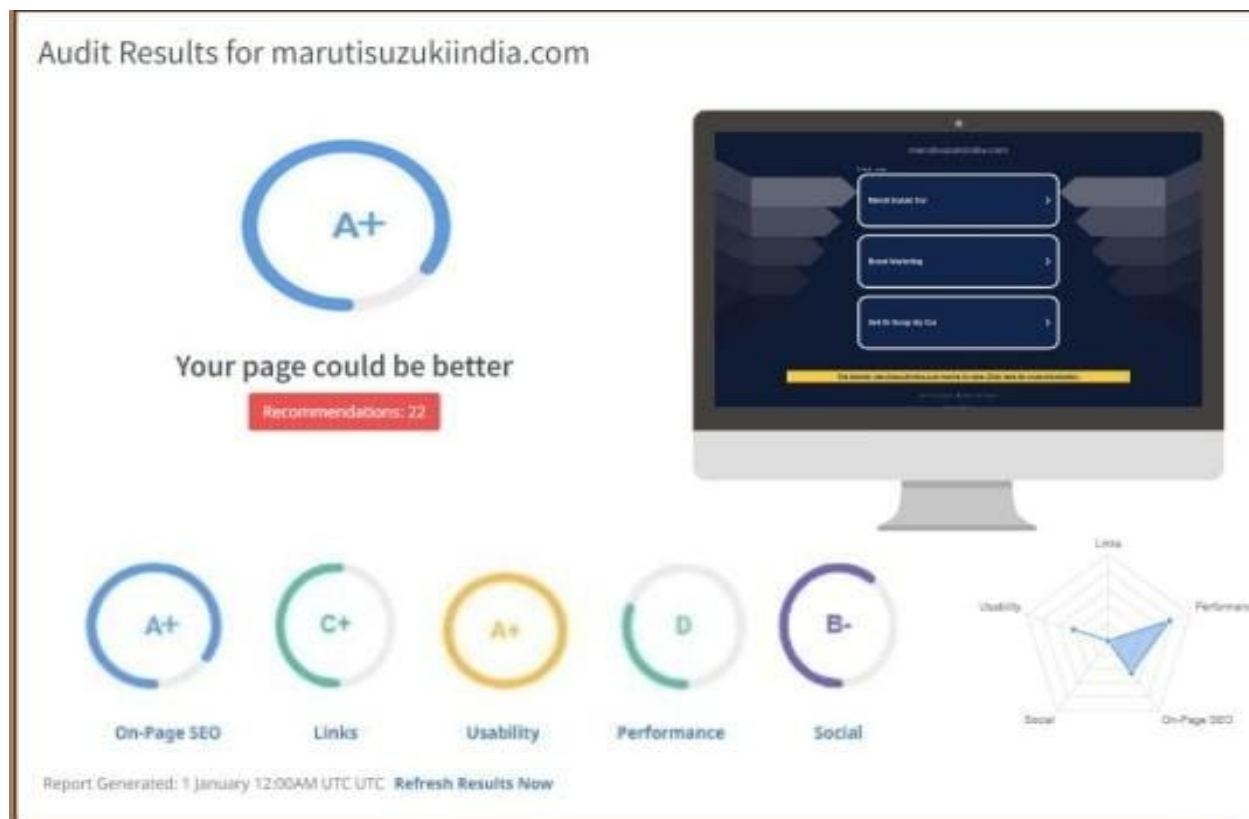 Audit Results for marutisuzukiindia.com
A+
Your page could be better
Recommendations: 22
A+
C+
A+
D
B-
On-Page SEO
Links
Usability
Performance
Social
Links
Usability
Performanc
Social
On-Page SEO
Report Generated: 1 January 12:00AM UTC UTC Refresh Results Now